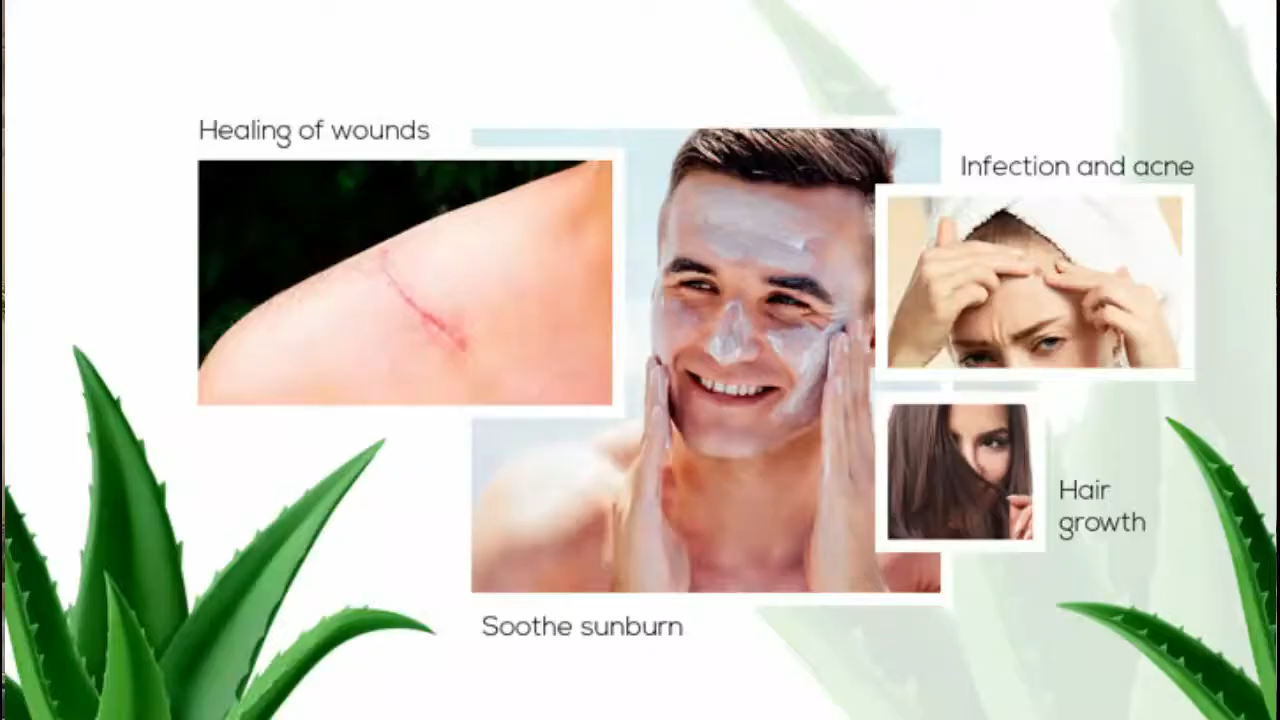 Healing of wounds
Infection and acne
Hair
growth
Soothe sunburn